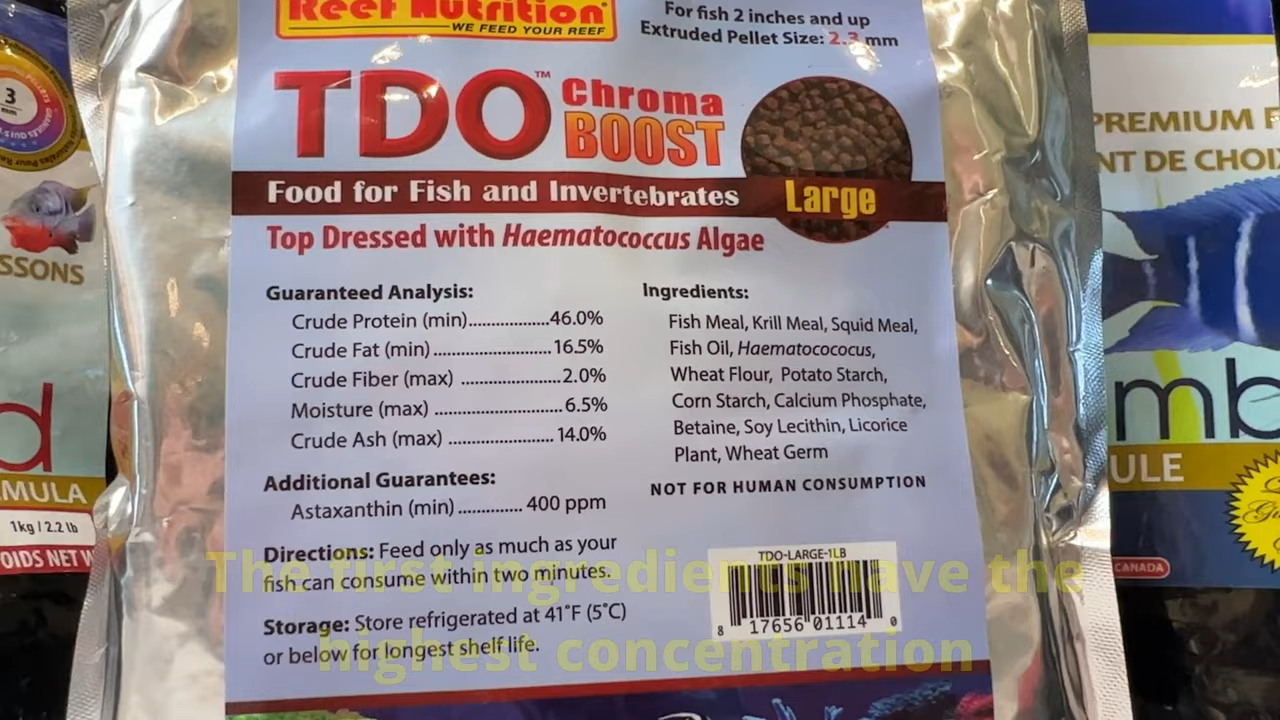 Reef Nutrition
WE FEED YOUR REEF
For fish 2 inches and up
Extruded Pellet Size: 2.3 mm
TDO™ Chroma BOOST
Food for Fish and Invertebrates
Large
Top Dressed with Haematococcus Algae
Guaranteed Analysis:
Crude Protein (min)..................46.0%
Crude Fat (min)..........................16.5%
Crude Fiber (max) ......................2.0%
Moisture (max) ...........................6.5%
Crude Ash (max) .......................14.0%
Additional Guarantees:
Astaxanthin (min).............. 400 ppm
Directions: Feed only as much as your
fish can consume within two minutes.
Storage: Store refrigerated at 41°F (5°C)
or below for longest shelf life.
Ingredients:
Fish Meal, Krill Meal, Squid Meal,
Fish Oil, Haematocococus,
Wheat Flour, Potato Starch,
Corn Starch, Calcium Phosphate,
Betaine, Soy Lecithin, Licorice
Plant, Wheat Germ
NOT FOR HUMAN CONSUMPTION
TDO-LARGE-1LB
8 17656 01114 0
The first ingredients have the
highest concentration
3
mm
SSONS
d
MULA
1kg / 2.2 lb
OIDS NET W
PREMIUM F
NT DE CHOI
mb
ULE
CANADA